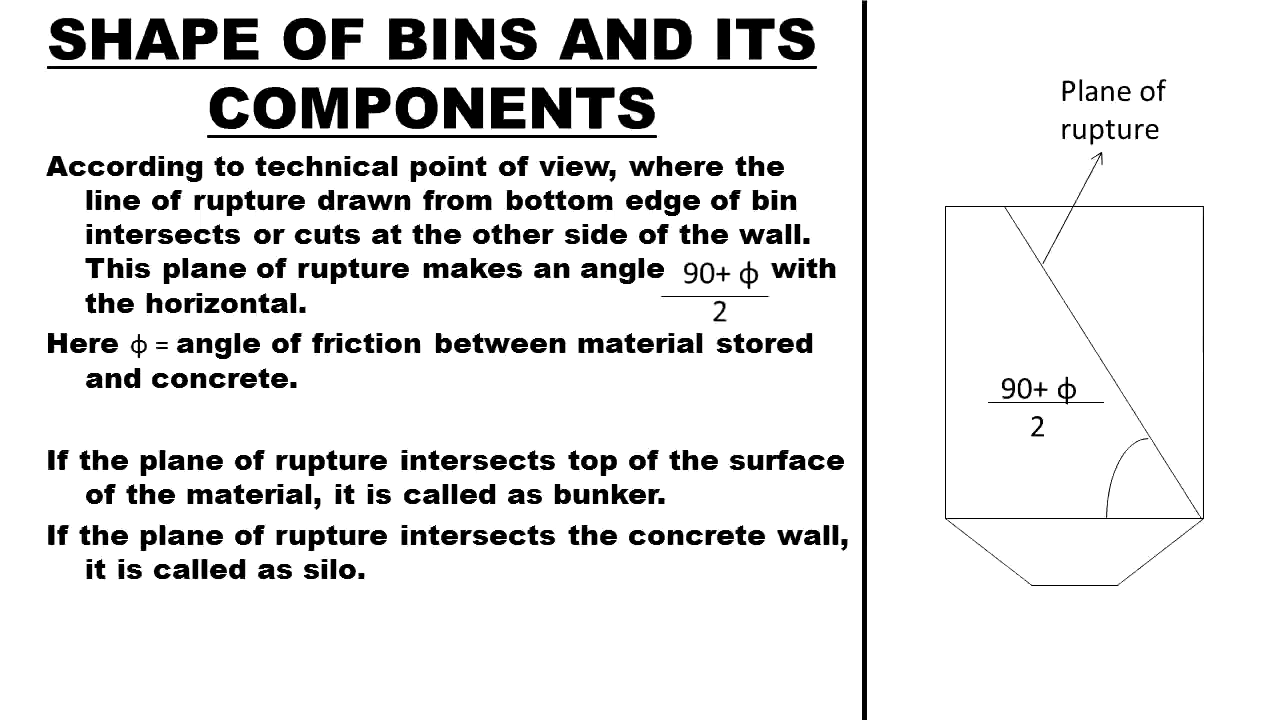 SHAPE OF BINS AND ITS
COMPONENTS
According to technical point of view, where the
line of rupture drawn from bottom edge of bin
intersects or cuts at the other side of the wall.
This plane of rupture makes an angle 90+ ϕ with
2
the horizontal.
Here ϕ = angle of friction between material stored
and concrete.
If the plane of rupture intersects top of the surface
of the material, it is called as bunker.
If the plane of rupture intersects the concrete wall,
it is called as silo.
Plane of
rupture
90+ ϕ
2